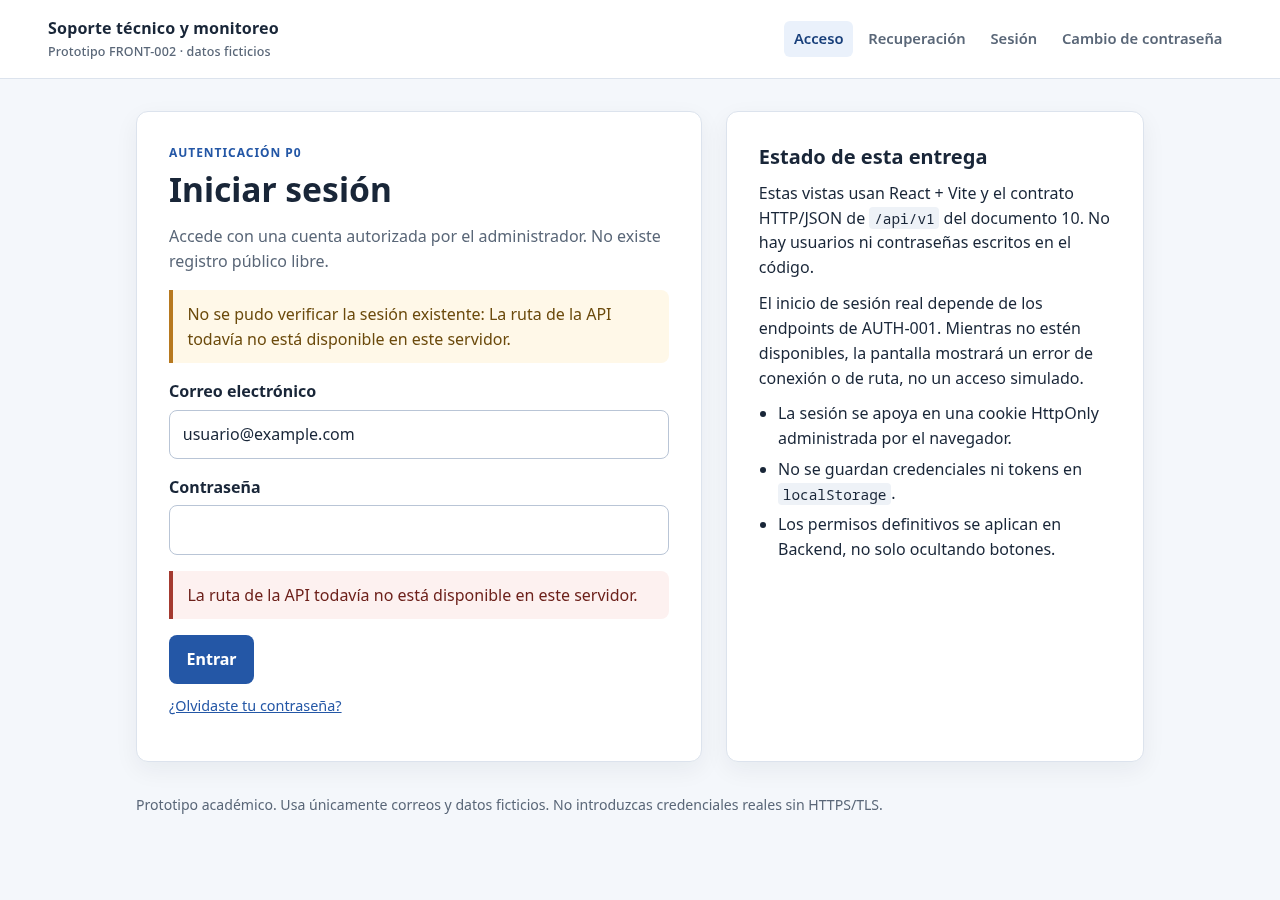 Soporte técnico y monitoreo
Prototipo FRONT-002 · datos ficticios
Acceso
Recuperación
Sesión
Cambio de contraseña
AUTENTICACIÓN P0
Iniciar sesión
Accede con una cuenta autorizada por el administrador. No existe
registro público libre.
No se pudo verificar la sesión existente: La ruta de la API
todavía no está disponible en este servidor.
Correo electrónico
usuario@example.com
Contraseña
La ruta de la API todavía no está disponible en este servidor.
Entrar
¿Olvidaste tu contraseña?
Estado de esta entrega
Estas vistas usan React + Vite y el contrato
HTTP/JSON de /api/v1 del documento 10. No
hay usuarios ni contraseñas escritos en el
código.
El inicio de sesión real depende de los
endpoints de AUTH-001. Mientras no estén
disponibles, la pantalla mostrará un error de
conexión o de ruta, no un acceso simulado.
• La sesión se apoya en una cookie HttpOnly
administrada por el navegador.
• No se guardan credenciales ni tokens en
localStorage.
• Los permisos definitivos se aplican en
Backend, no solo ocultando botones.
Prototipo académico. Usa únicamente correos y datos ficticios. No introduzcas credenciales reales sin HTTPS/TLS.